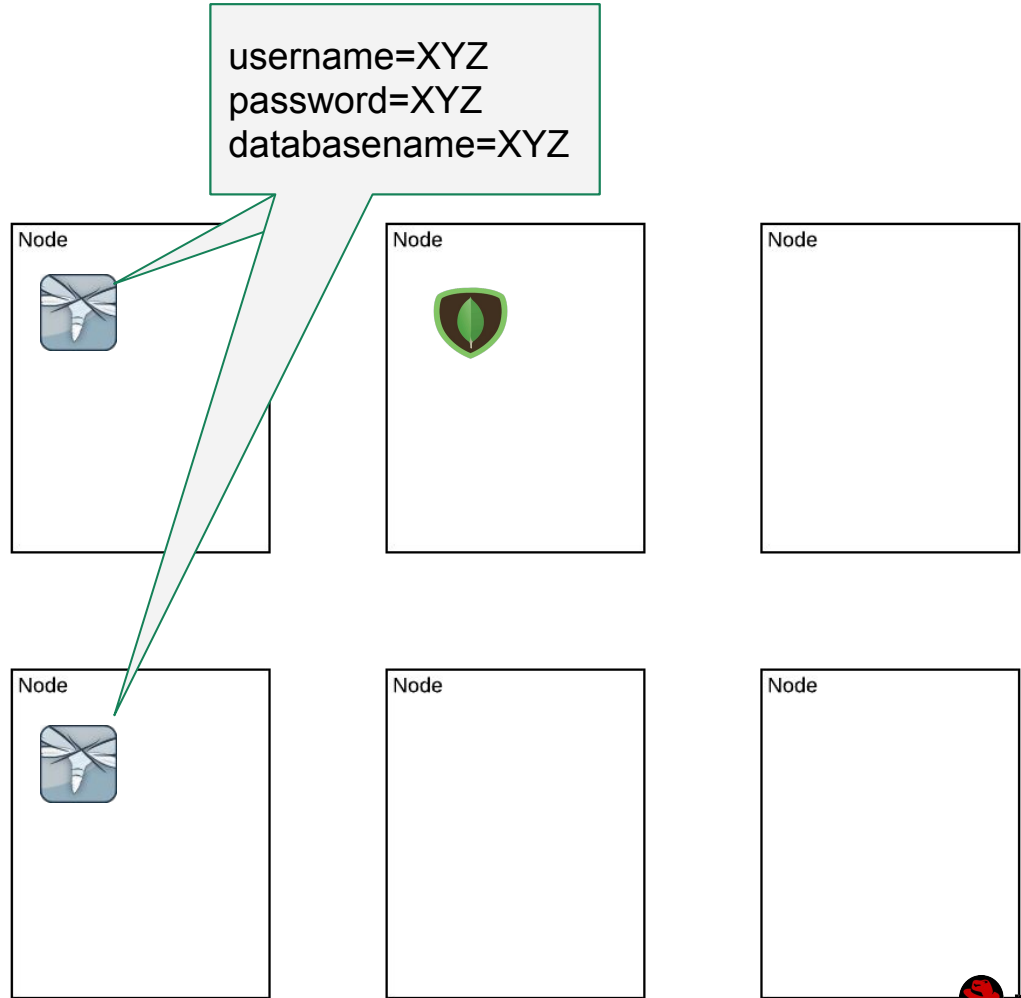 username=XYZ
password=XYZ
databasename=XYZ
Node
Node
Node
Node
Node
Node